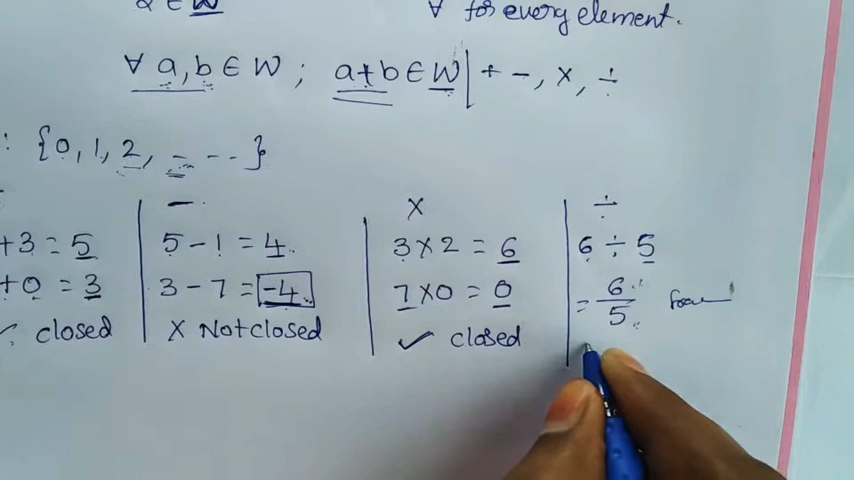 ∈ W ∀ for every element.
∀ a, b ∈ W ; a+b ∈ W | + -, x, ÷
: {0, 1, 2, - - - -}
- x ÷
+3 = 5 5 - 1 = 4. 3 x 2 = 6 6 ÷ 5
+0 = 3 3 - 7 = -4. 7 x 0 = 0 = 6/5
closed X Notclosed ✓ closed